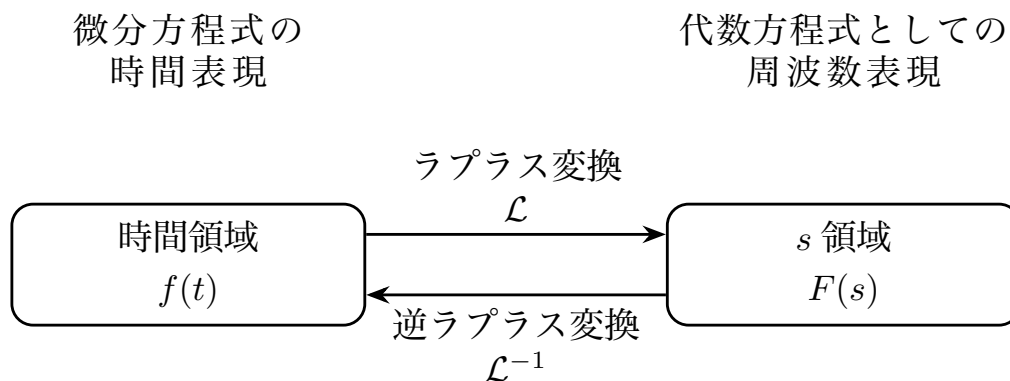 微分方程式の
時間表現
代数方程式としての
周波数表現
ラプラス変換
ℒ
時間領域
f(t)
s 領域
F(s)
逆ラプラス変換
ℒ⁻¹